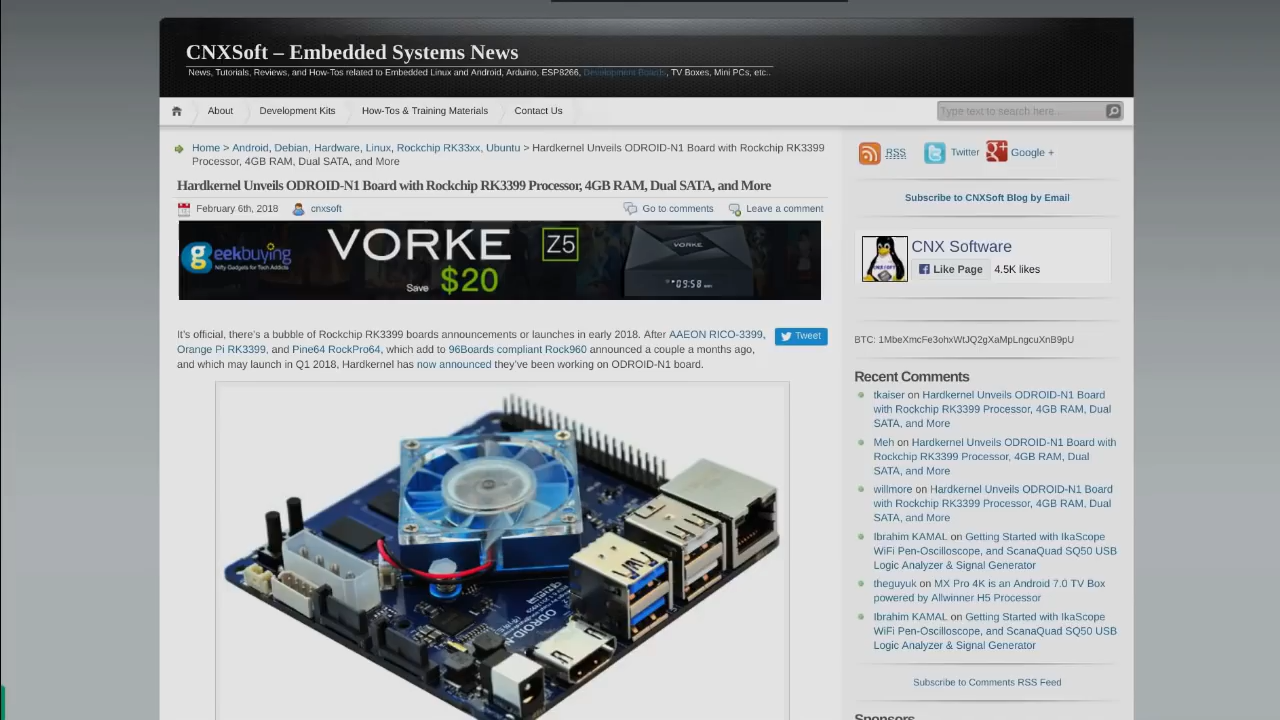 CNXSoft – Embedded Systems News
News, Tutorials, Reviews, and How-Tos related to Embedded Linux and Android, Arduino, ESP8266, Development Boards, TV Boxes, Mini PCs, etc..
About
Development Kits
How-Tos & Training Materials
Contact Us
Type text to search here...
Home > Android, Debian, Hardware, Linux, Rockchip RK33xx, Ubuntu > Hardkernel Unveils ODROID-N1 Board with Rockchip RK3399
Processor, 4GB RAM, Dual SATA, and More
Hardkernel Unveils ODROID-N1 Board with Rockchip RK3399 Processor, 4GB RAM, Dual SATA, and More
February 6th, 2018
cnxsoft
Go to comments
Leave a comment
geekbuying
Nifty Gadgets for Tech Addicts
VORKE Z5
Save $20
VORKE
09:58
It's official, there's a bubble of Rockchip RK3399 boards announcements or launches in early 2018. After AAEON RICO-3399,
Orange Pi RK3399, and Pine64 RockPro64, which add to 96Boards compliant Rock960 announced a couple a months ago,
and which may launch in Q1 2018, Hardkernel has now announced they've been working on ODROID-N1 board.
Tweet
ODROID-N
RSS
Twitter
Google +
Subscribe to CNXSoft Blog by Email
CNX Software
Like Page
4.5K likes
BTC: 1MbeXmcFe3ohxWtJQ2gXaMpLngcuXnB9pU
Recent Comments
tkaiser on Hardkernel Unveils ODROID-N1 Board
with Rockchip RK3399 Processor, 4GB RAM, Dual
SATA, and More
Meh on Hardkernel Unveils ODROID-N1 Board with
Rockchip RK3399 Processor, 4GB RAM, Dual
SATA, and More
willmore on Hardkernel Unveils ODROID-N1 Board
with Rockchip RK3399 Processor, 4GB RAM, Dual
SATA, and More
Ibrahim KAMAL on Getting Started with IkaScope
WiFi Pen-Oscilloscope, and ScanaQuad SQ50 USB
Logic Analyzer & Signal Generator
theguyuk on MX Pro 4K is an Android 7.0 TV Box
powered by Allwinner H5 Processor
Ibrahim KAMAL on Getting Started with IkaScope
WiFi Pen-Oscilloscope, and ScanaQuad SQ50 USB
Logic Analyzer & Signal Generator
Subscribe to Comments RSS Feed
Sponsors